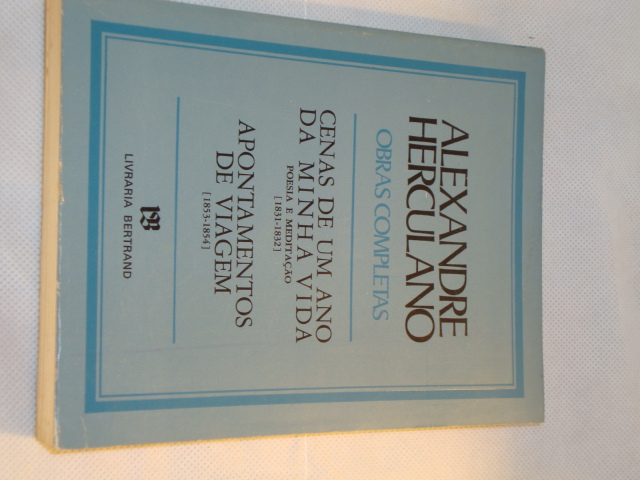 ALEXANDRE
HERCULANO
OBRAS COMPLETAS
CENAS DE UM ANO
DA MINHA VIDA
POESIA E MEDITAÇÃO
[1831-1832]
APONTAMENTOS
DE VIAGEM
[1853-1854]
LIVRARIA BERTRAND